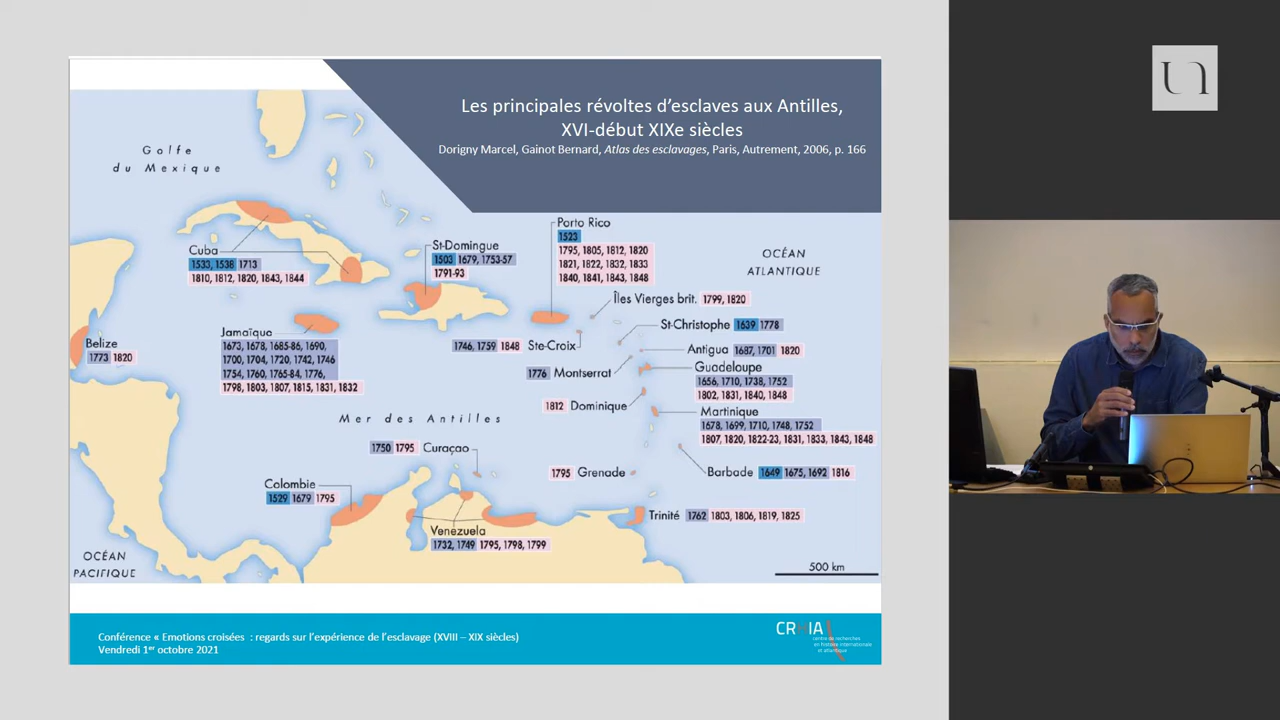 Les principales révoltes d'esclaves aux Antilles,
XVI-début XIXe siècles
Dorigny Marcel, Gainot Bernard, Atlas des esclavages, Paris, Autrement, 2006, p. 166
Golfe
du Mexique
Cuba
1533, 1538 1713
1810, 1812, 1820, 1843, 1844
St-Domingue
1503 1679, 1753-57
1791-93
Porto Rico
1523
1795, 1805, 1812, 1820
1821, 1822, 1832, 1833
1840, 1841, 1843, 1848
OCÉAN
ATLANTIQUE
Îles Vierges brit. 1799, 1820
St-Christophe 1639 1778
Belize
1773 1820
Jamaïque
1673, 1678, 1685-86, 1690,
1700, 1704, 1720, 1742, 1746
1754, 1760, 1765-84, 1776,
1798, 1803, 1807, 1815, 1831, 1832
1746, 1759 1848 Ste-Croix
1776 Montserrat
Antigua 1687, 1701 1820
Guadeloupe
1656, 1710, 1738, 1752
1802, 1831, 1840, 1848
1812 Dominique
Martinique
1678, 1699, 1710, 1748, 1752
1807, 1820, 1822-23, 1831, 1833, 1843, 1848
Mer des Antilles
1750 1795 Curaçao
1795 Grenade
Barbade 1649 1675, 1692 1816
Colombie
1529 1679 1795
Venezuela
1732, 1749 1795, 1798, 1799
Trinité 1762 1803, 1806, 1819, 1825
OCÉAN
PACIFIQUE
500 km
Conférence « Emotions croisées : regards sur l'expérience de l'esclavage (XVIII – XIX siècles)
Vendredi 1er octobre 2021
CRHIA
centre de recherches
en histoire internationale
et atlantique